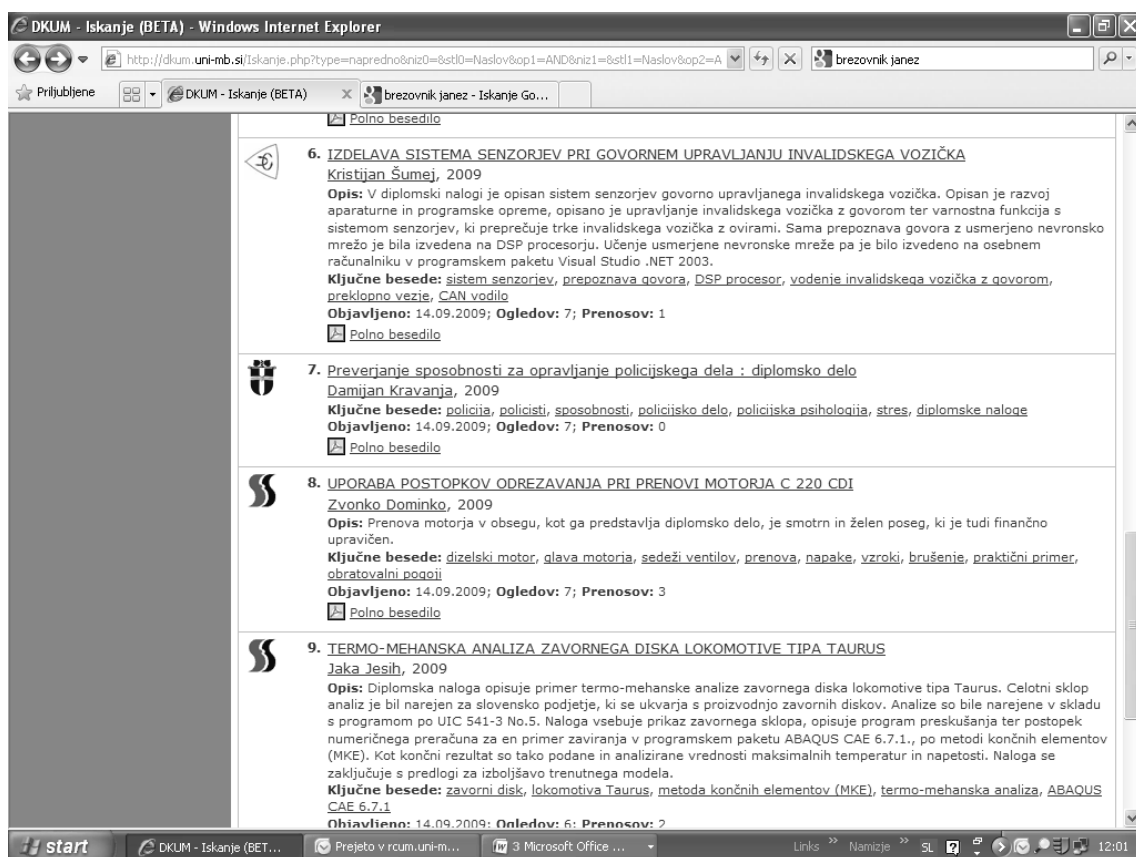 DKUM - Iskanje (BETA) - Windows Internet Explorer
http://dkum.uni-mb.si/Iskanje.php?type=napredno&niz0=&stl0=Naslov&op1=AND&niz1=&stl1=Naslov&op2=A
brezovnik janez
Priljubljene
DKUM - Iskanje (BETA)
brezovnik janez - Iskanje Go...
Polno besedilo
6. IZDELAVA SISTEMA SENZORJEV PRI GOVORNEM UPRAVLJANJU INVALIDSKEGA VOZIČKA
Kristijan Šumej, 2009
Opis: V diplomski nalogi je opisan sistem senzorjev govorno upravljanega invalidskega vozička. Opisan je razvoj
aparaturne in programske opreme, opisano je upravljanje invalidskega vozička z govorom ter varnostna funkcija s
sistemom senzorjev, ki preprečuje trke invalidskega vozička z ovirami. Sama prepoznava govora z usmerjeno nevronsko
mrežo je bila izvedena na DSP procesorju. Učenje usmerjene nevronske mreže pa je bilo izvedeno na osebnem
računalniku v programskem paketu Visual Studio .NET 2003.
Ključne besede: sistem senzorjev, prepoznava govora, DSP procesor, vodenje invalidskega vozička z govorom,
preklopno vezje, CAN vodilo
Objavljeno: 14.09.2009; Ogledov: 7; Prenosov: 1
Polno besedilo
7. Preverjanje sposobnosti za opravljanje policijskega dela : diplomsko delo
Damijan Kravanja, 2009
Ključne besede: policija, policisti, sposobnosti, policijsko delo, policijska psihologija, stres, diplomske naloge
Objavljeno: 14.09.2009; Ogledov: 7; Prenosov: 0
Polno besedilo
8. UPORABA POSTOPKOV ODREZAVANJA PRI PRENOVI MOTORJA C 220 CDI
Zvonko Dominko, 2009
Opis: Prenova motorja v obsegu, kot ga predstavlja diplomsko delo, je smotrn in želen poseg, ki je tudi finančno
upravičen.
Ključne besede: dizelski motor, glava motorja, sedeži ventilov, prenova, napake, vzroki, brušenje, praktični primer,
obratovalni pogoji
Objavljeno: 14.09.2009; Ogledov: 7; Prenosov: 3
Polno besedilo
9. TERMO-MEHANSKA ANALIZA ZAVORNEGA DISKA LOKOMOTIVE TIPA TAURUS
Jaka Jesih, 2009
Opis: Diplomska naloga opisuje primer termo-mehanske analize zavornega diska lokomotive tipa Taurus. Celotni sklop
analiz je bil narejen za slovensko podjetje, ki se ukvarja s proizvodnjo zavornih diskov. Analize so bile narejene v skladu
s programom po UIC 541-3 No.5. Naloga vsebuje prikaz zavornega sklopa, opisuje program preskušanja ter postopek
numeričnega preračuna za en primer zaviranja v programskem paketu ABAQUS CAE 6.7.1., po metodi končnih elementov
(MKE). Kot končni rezultat so tako podane in analizirane vrednosti maksimalnih temperatur in napetosti. Naloga se
zaključuje s predlogi za izboljšavo trenutnega modela.
Ključne besede: zavorni disk, lokomotiva Taurus, metoda končnih elementov (MKE), termo-mehanska analiza, ABAQUS
CAE 6.7.1
Objavljeno: 14.09.2009; Ogledov: 6; Prenosov: 2
start
DKUM - Iskanje (BET...
Prejeto v rcum.uni-m...
3 Microsoft Office ...
Links
Namizje
SL
12:01